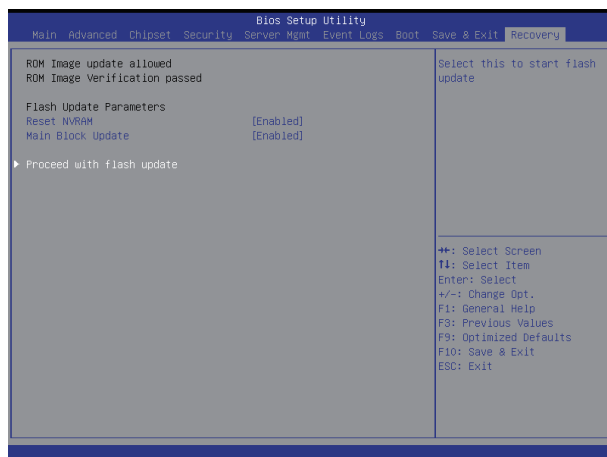 Bios Setup Utility
Main Advanced Chipset Security Server Mgmt Event Logs Boot Save & Exit Recovery
ROM Image update allowed
ROM Image Verification passed
Flash Update Parameters
Reset NVRAM [Enabled]
Main Block Update [Enabled]
Proceed with flash update
Select this to start flash
update
→←: Select Screen
↑↓: Select Item
Enter: Select
+/-: Change Opt.
F1: General Help
F3: Previous Values
F9: Optimized Defaults
F10: Save & Exit
ESC: Exit